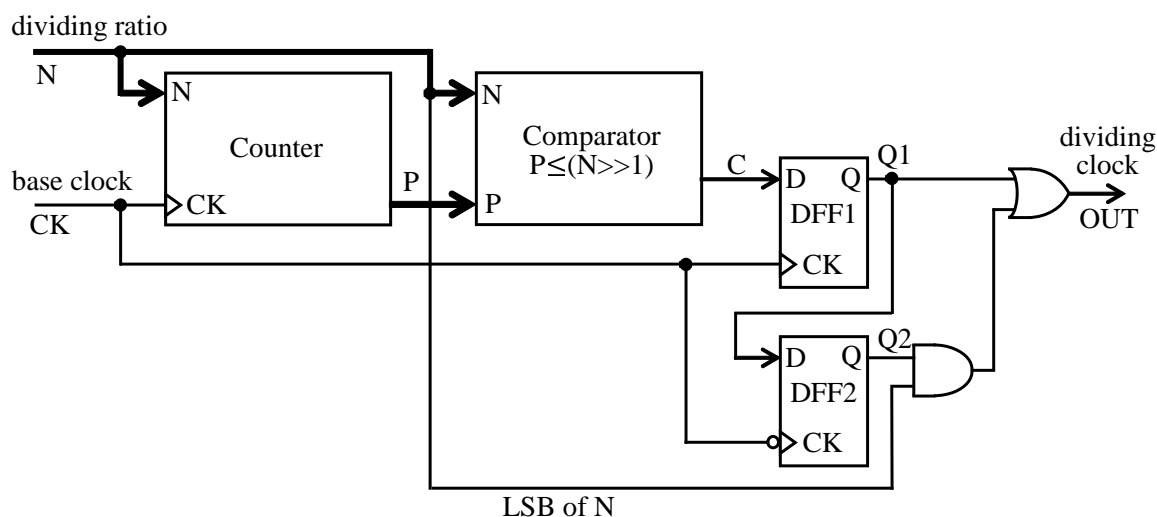 dividing ratio
N
N
Counter
CK
base clock
CK
P
N
Comparator
P≤(N>>1)
P
C
D
Q
DFF1
CK
Q1
D
Q
DFF2
CK
Q2
dividing
clock
OUT
LSB of N